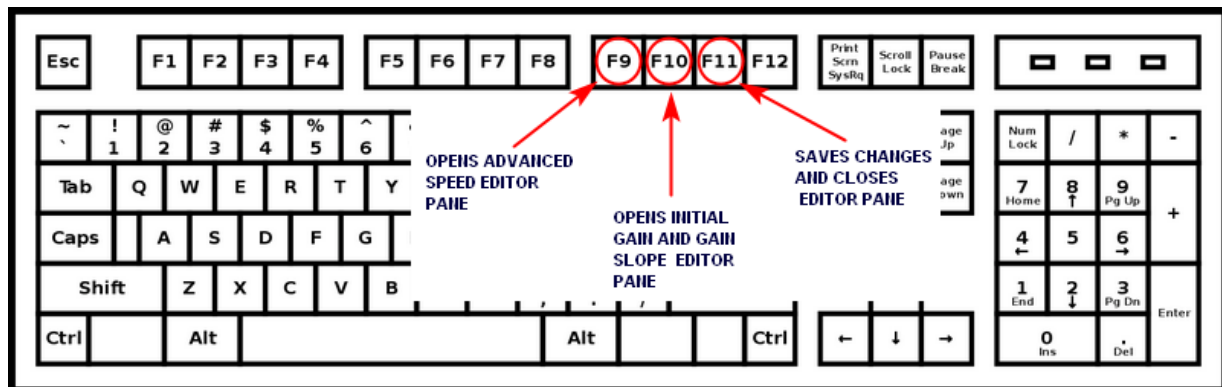 Esc F1 F2 F3 F4 F5 F6 F7 F8 F9 F10 F11 F12
Print Scrn SysRq
Scroll Lock
Pause Break
~ ! @ # $ % ^
` 1 2 3 4 5 6
OPENS ADVANCED
SPEED EDITOR
PANE
OPENS INITIAL
GAIN AND GAIN
SLOPE EDITOR
PANE
SAVES CHANGES
AND CLOSES
EDITOR PANE
age
age
Num Lock / * -
Tab Q W E R T Y
7 8 9 +
Home ↑ Pg Up
Caps A S D F G
4 5 6
← →
Shift Z X C V B
1 2 3 Enter
End ↓ Pg Dn
Ctrl Alt Alt Ctrl ← ↓ →
0 .
Ins Del